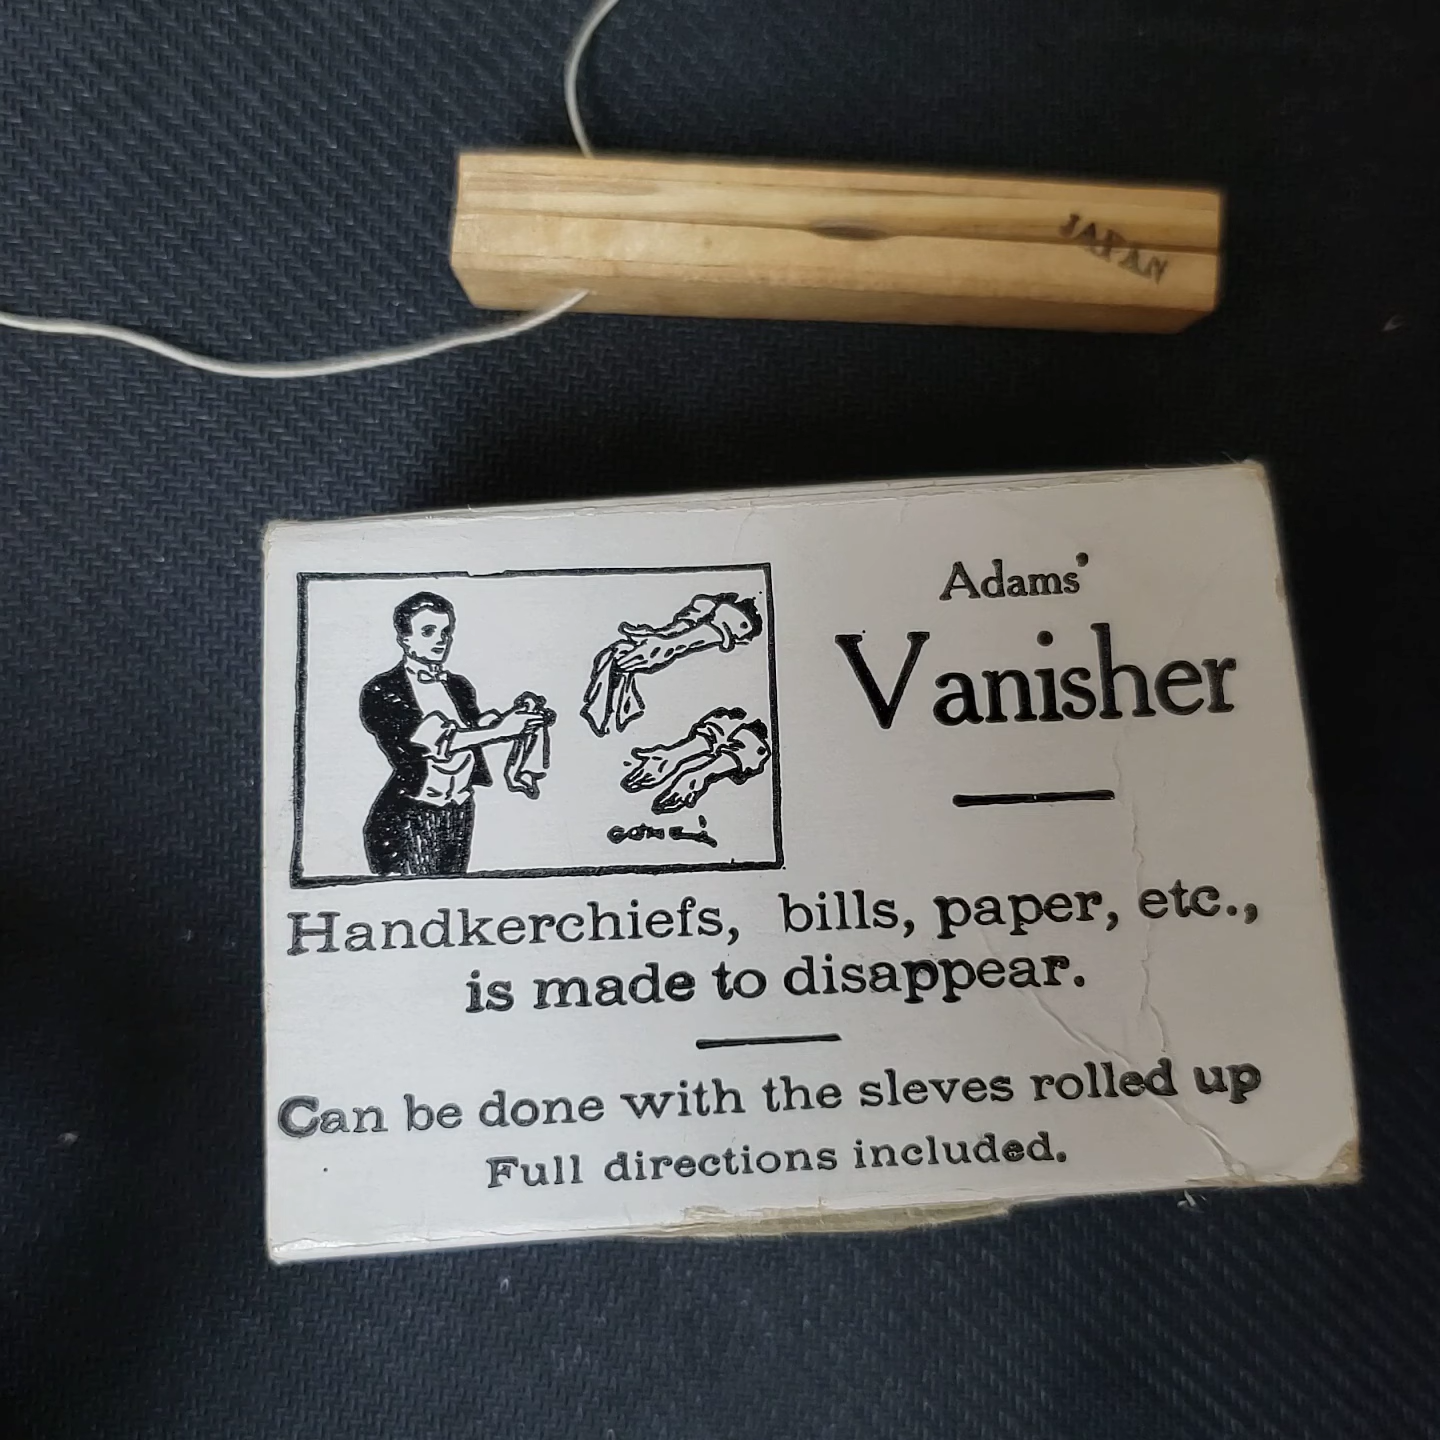 JAPAN
Adams'
Vanisher
GONE!
Handkerchiefs, bills, paper, etc.,
is made to disappear.
Can be done with the sleves rolled up
Full directions included.